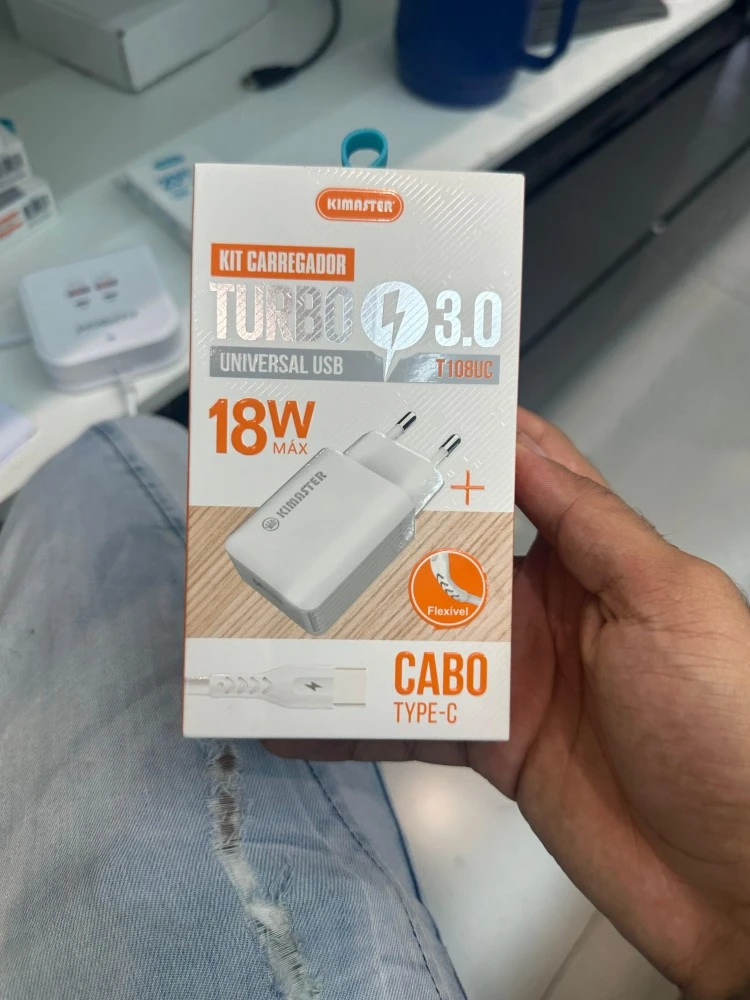 KIMASTER
KIT CARREGADOR
TURBO 3.0
UNIVERSAL USB T108UC
18W
MÁX
KIMASTER
+
Flexível
CABO
TYPE-C